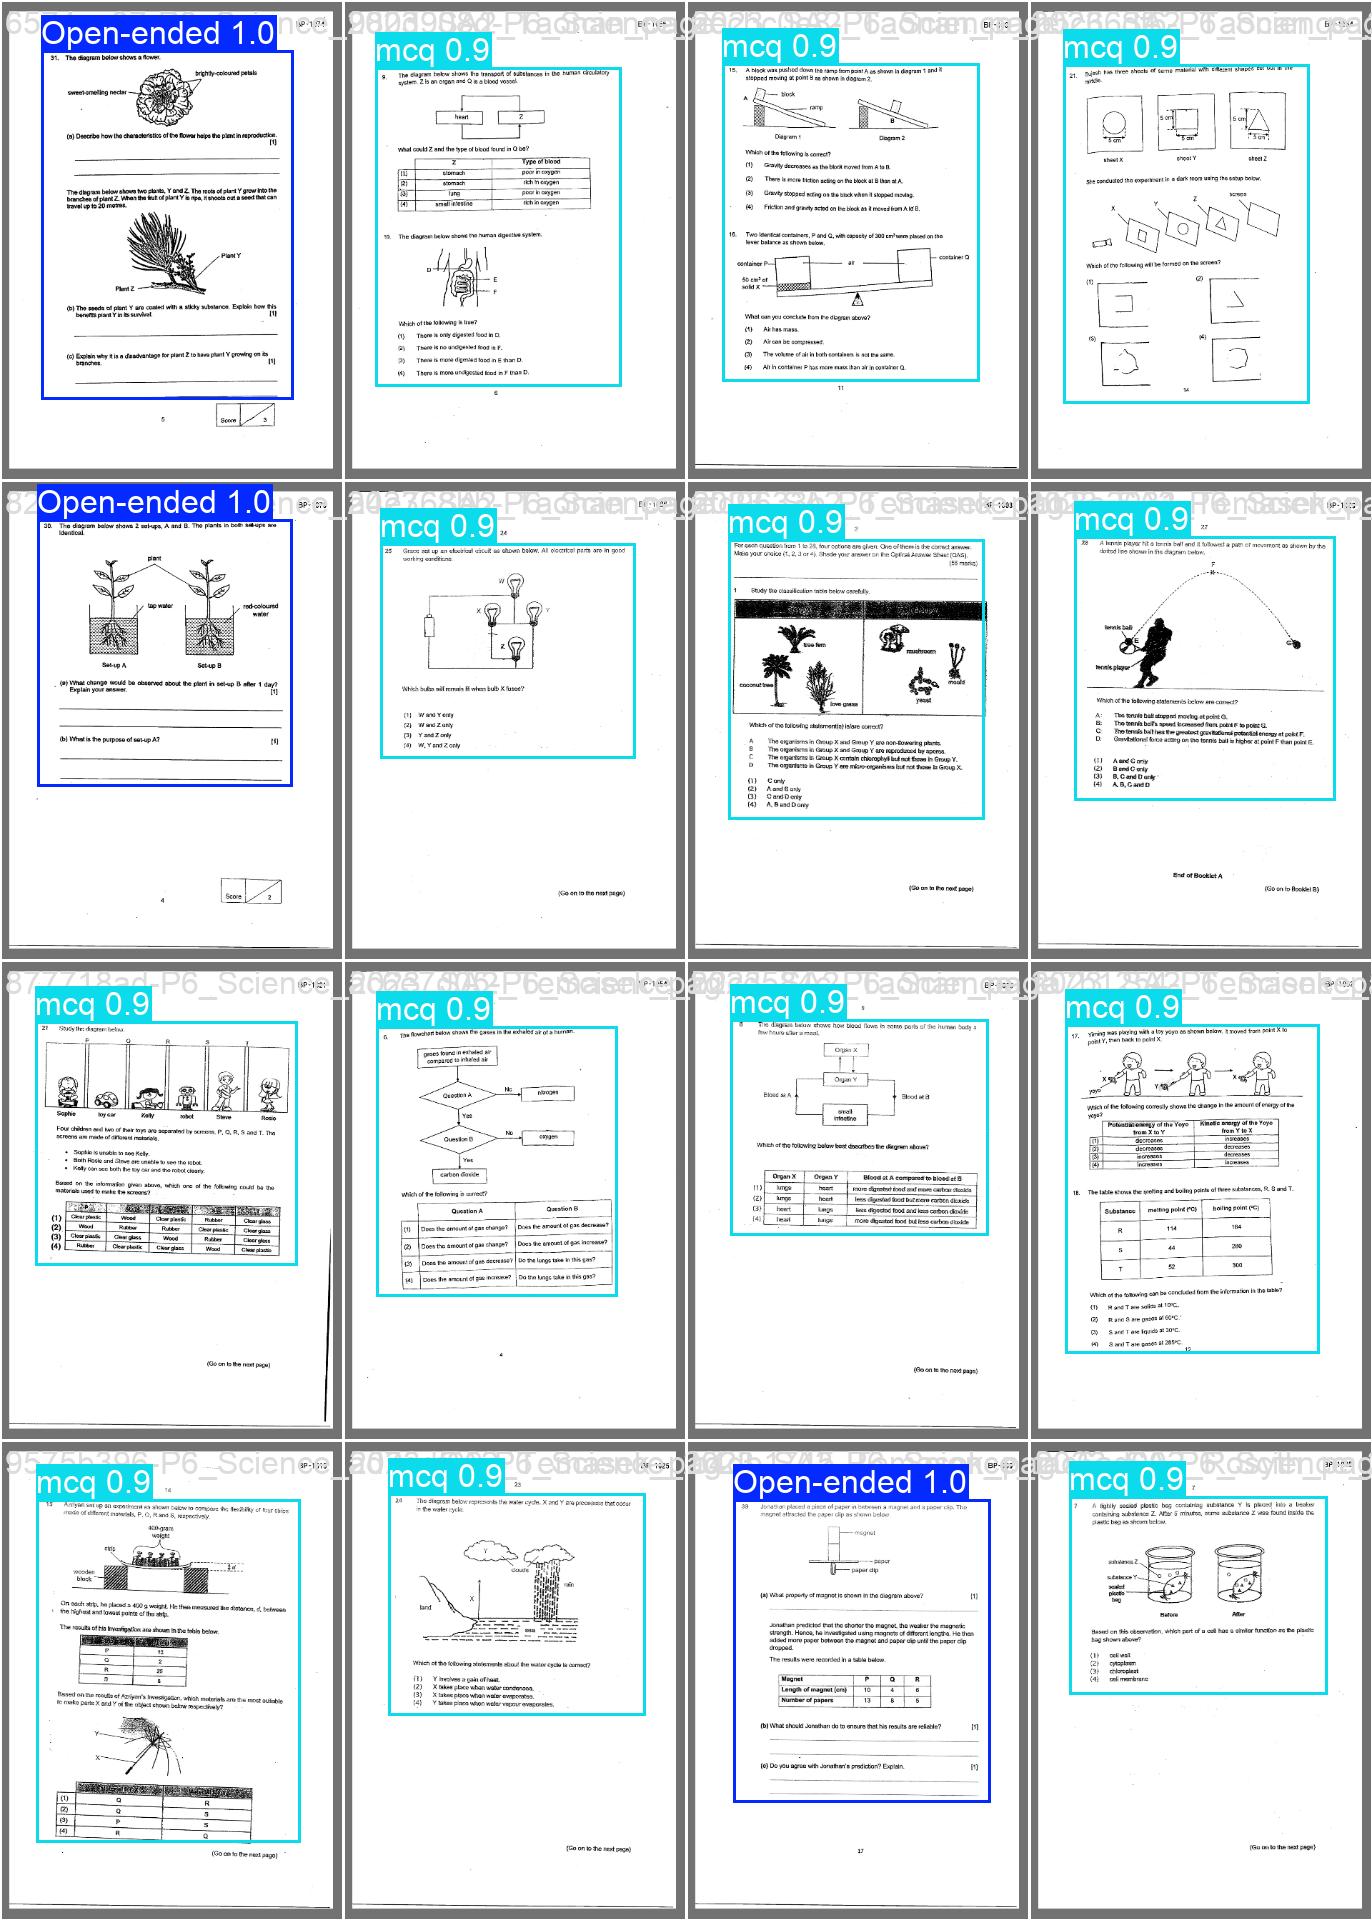 Open-ended 1.0
31. The diagram below shows a flower.
brightly-coloured petals
sweet-smelling nectar
(a) Describe how the characteristics of the flower helps the plant in reproduction.
[1]
The diagram below shows two plants, Y and Z. The roots of plant Y grow into the
branches of plant Z. When the fruit of plant Y is ripe, it shoots out a seed that can
travel up to 20 metres.
Plant Y
Plant Z
(b) The seeds of plant Y are coated with a sticky substance. Explain how this
benefits plant Y in its survival. [1]
(c) Explain why it is a disadvantage for plant Z to have plant Y growing on its
branches. [1]
5
Score 3
mcq 0.9
9. The diagram below shows the transport of substances in the human circulatory
system. Z is an organ and Q is a blood vessel.
heart Z
What could Z and the type of blood found in Q be?
Z Type of blood
(1) stomach poor in oxygen
(2) stomach rich in oxygen
(3) lung poor in oxygen
(4) small intestine rich in oxygen
10. The diagram below shows the human digestive system.
D
E
F
Which of the following is true?
(1) There is only digested food in D.
(2) There is no undigested food in F.
(3) There is more digested food in E than D.
(4) There is more undigested food in F than D.
6
mcq 0.9
15. A block was pushed down the ramp from point A as shown in diagram 1 and it
stopped moving at point B as shown in diagram 2.
A block
ramp
B
Diagram 1 Diagram 2
Which of the following is correct?
(1) Gravity decreases as the block moved from A to B.
(2) There is more friction acting on the block at B than at A.
(3) Gravity stopped acting on the block when it stopped moving.
(4) Friction and gravity acted on the block as it moved from A to B.
16. Two identical containers, P and Q, with capacity of 300 cm³ were placed on the
lever balance as shown below.
container P air container Q
50 cm³ of
solid X
What can you conclude from the diagram above?
(1) Air has mass.
(2) Air can be compressed.
(3) The volume of air in both containers is not the same.
(4) Air in container P has more mass than air in container Q.
11
mcq 0.9
21. Sujash has three sheets of same material with different shapes cut out in the
middle.
5 cm 5 cm 5 cm 5 cm 5 cm
sheet X sheet Y sheet Z
She conducted the experiment in a dark room using the setup below.
X Y Z screen
Which of the following will be formed on the screen?
(1) (2)
(3) (4)
14
Open-ended 1.0
30. The diagram below shows 2 set-ups, A and B. The plants in both set-ups are
identical.
plant
tap water
red-coloured
water
Set-up A Set-up B
(a) What change would be observed about the plant in set-up B after 1 day?
Explain your answer. [1]
(b) What is the purpose of set-up A? [1]
4
Score 2
mcq 0.9
24
25 Grace set up an electrical circuit as shown below. All electrical parts are in good
working conditions.
W
X Y
Z
Which bulbs will remain lit when bulb X fused?
(1) W and Y only
(2) W and Z only
(3) Y and Z only
(4) W, Y and Z only
(Go on to the next page)
mcq 0.9
2
For each question from 1 to 28, four options are given. One of them is the correct answer.
Make your choice (1, 2, 3 or 4). Shade your answer on the Optical Answer Sheet (OAS).
(56 marks)
1 Study the classification table below carefully.
tree fern
mushroom
coconut tree
love grass
yeast
mould
Which of the following statement(s) is/are correct?
A The organisms in Group X and Group Y are non-flowering plants.
B The organisms in Group X and Group Y are reproduced by spores.
C The organisms in Group X contain chlorophyll but not those in Group Y.
D The organisms in Group Y are micro-organisms but not those in Group X.
(1) C only
(2) A and B only
(3) C and D only
(4) A, B and D only
(Go on to the next page)
mcq 0.9
27
28 A tennis player hit a tennis ball and it followed a path of movement as shown by the
dotted line shown in the diagram below.
F
tennis ball
E
G
tennis player
Which of the following statements below are correct?
A: The tennis ball stopped moving at point G.
B: The tennis ball's speed increased from point F to point G.
C: The tennis ball has the greatest gravitational potential energy at point F.
D: Gravitational force acting on the tennis ball is higher at point F than point E.
(1) A and C only
(2) B and C only
(3) B, C and D only
(4) A, B, C and D
End of Booklet A
(Go on to Booklet B)
mcq 0.9
27 Study the diagram below.
P Q R S T
Sophie toy car Kelly robot Steve Rosie
Four children and two of their toys are separated by screens, P, Q, R, S and T. The
screens are made of different materials.
• Sophie is unable to see Kelly.
• Both Rosie and Steve are unable to see the robot.
• Kelly can see both the toy car and the robot clearly.
Based on the information given above, which one of the following could be the
materials used to make the screens?
(1) Clear plastic Wood Clear plastic Rubber Clear glass
(2) Wood Rubber Rubber Clear plastic Clear glass
(3) Clear plastic Clear glass Wood Rubber Clear glass
(4) Rubber Clear plastic Clear glass Wood Clear plastic
(Go on to the next page)
mcq 0.9
6. The flowchart below shows the gases in the exhaled air of a human.
gases found in exhaled air
compared to inhaled air
Question A No nitrogen
Yes
Question B No oxygen
Yes
carbon dioxide
Which of the following is correct?
Question A Question B
(1) Does the amount of gas change? Does the amount of gas decrease?
(2) Does the amount of gas change? Does the amount of gas increase?
(3) Does the amount of gas decrease? Do the lungs take in this gas?
(4) Does the amount of gas increase? Do the lungs take in this gas?
4
mcq 0.9
8 The diagram below shows how blood flows in some parts of the human body a
few hours after a meal.
Organ X
Organ Y
Blood at A Blood at B
small
intestine
Which of the following below best describes the diagram above?
Organ X Organ Y Blood at A compared to blood at B
(1) lungs heart more digested food and more carbon dioxide
(2) lungs heart less digested food but more carbon dioxide
(3) heart lungs less digested food and less carbon dioxide
(4) heart lungs more digested food but less carbon dioxide
(Go on to the next page)
mcq 0.9
17. Yiming was playing with a toy yoyo as shown below. It moved from point X to
point Y, then back to point X.
yoyo X Y X
Which of the following correctly shows the change in the amount of energy of the
yoyo?
Potential energy of the Yoyo from X to Y Kinetic energy of the Yoyo from Y to X
(1) decreases increases
(2) decreases decreases
(3) increases decreases
(4) increases increases
18. The table shows the melting and boiling points of three substances, R, S and T.
Substance melting point (ºC) boiling point (ºC)
R 114 184
S 44 280
T 52 300
Which of the following can be concluded from the information in the table?
(1) R and T are solids at 10ºC.
(2) R and S are gases at 60ºC.
(3) S and T are liquids at 30ºC.
(4) S and T are gases at 285ºC.
12
mcq 0.9
14
Azriyan set up an experiment as shown below to compare the flexibility of four strips
made of different materials, P, Q, R and S, respectively.
400-gram
weight
strip
wooden
block
d
On each strip, he placed a 400 g weight. He then measured the distance, d, between
the highest and lowest points of the strip.
The results of his investigation are shown in the table below.
P 13
Q 2
R 25
S 8
Based on the results of Azriyan's investigation, which materials are the most suitable
to make parts X and Y of the object shown below respectively?
Y
X
(1) Q R
(2) Q S
(3) P S
(4) R Q
(Go on to the next page)
mcq 0.9
23
24 The diagram below represents the water cycle. X and Y are processes that occur
in the water cycle.
Y
clouds
rain
land X
sea
Which of the following statements about the water cycle is correct?
(1) Y involves a gain of heat.
(2) X takes place when water condenses.
(3) X takes place when water evaporates.
(4) Y takes place when water vapour evaporates.
(Go on to the next page)
Open-ended 1.0
39 Jonathan placed a piece of paper in between a magnet and a paper clip. The
magnet attracted the paper clip as shown below.
magnet
paper
paper clip
(a) What property of magnet is shown in the diagram above? [1]
Jonathan predicted that the shorter the magnet, the weaker the magnetic
strength. Hence, he investigated using magnets of different lengths. He then
added more paper between the magnet and paper clip until the paper clip
dropped.
The results were recorded in a table below.
Magnet P Q R
Length of magnet (cm) 10 4 6
Number of papers 13 8 5
(b) What should Jonathan do to ensure that his results are reliable? [1]
(c) Do you agree with Jonathan's prediction? Explain. [1]
17
mcq 0.9
7
7 A tightly sealed plastic bag containing substance Y is placed into a beaker
containing substance Z. After 5 minutes, some substance Z was found inside the
plastic bag as shown below.
substance Z
substance Y
sealed
plastic
bag
Before After
Based on this observation, which part of a cell has a similar function as the plastic
bag shown above?
(1) cell wall
(2) cytoplasm
(3) chloroplast
(4) cell membrane
(Go on to the next page)